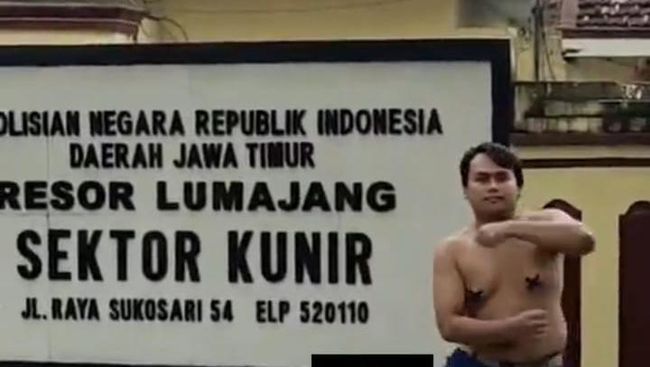 OLISIAN NEGARA REPUBLIK INDONESIA
DAERAH JAWA TIMUR
RESOR LUMAJANG
SEKTOR KUNIR
JL. RAYA SUKOSARI 54 ELP 520110